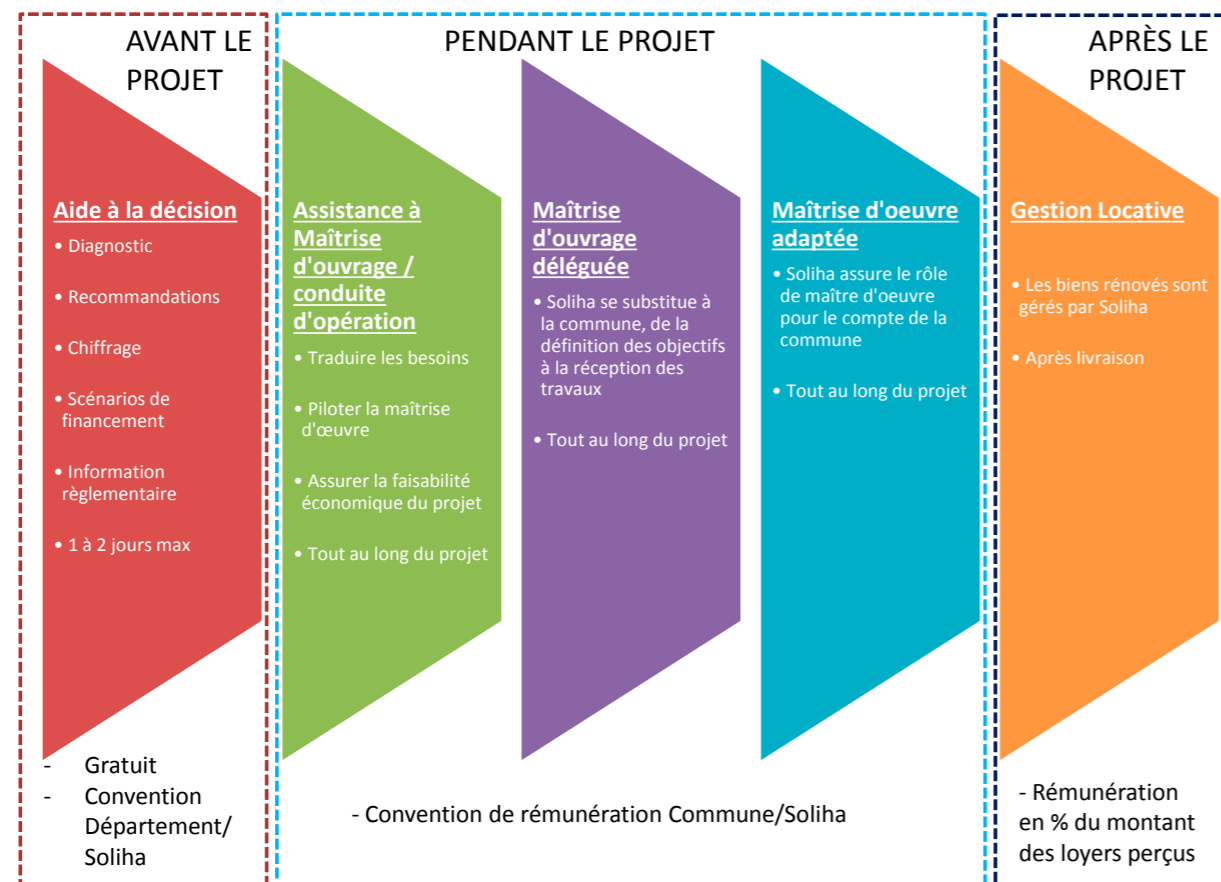 AVANT LE
PROJET
Aide à la décision
• Diagnostic
• Recommandations
• Chiffrage
• Scénarios de
financement
• Information
règlementaire
• 1 à 2 jours max
- Gratuit
- Convention
Département/
Soliha
PENDANT LE PROJET
Assistance à
Maîtrise
d'ouvrage /
conduite
d'opération
• Traduire les besoins
• Piloter la maîtrise
d'œuvre
• Assurer la faisabilité
économique du projet
• Tout au long du projet
Maîtrise
d'ouvrage
déléguée
• Soliha se substitue à
la commune, de la
définition des objectifs
à la réception des
travaux
• Tout au long du projet
Maîtrise d'oeuvre
adaptée
• Soliha assure le rôle
de maître d'oeuvre
pour le compte de la
commune
• Tout au long du projet
- Convention de rémunération Commune/Soliha
APRÈS LE
PROJET
Gestion Locative
• Les biens rénovés sont
gérés par Soliha
• Après livraison
- Rémunération
en % du montant
des loyers perçus